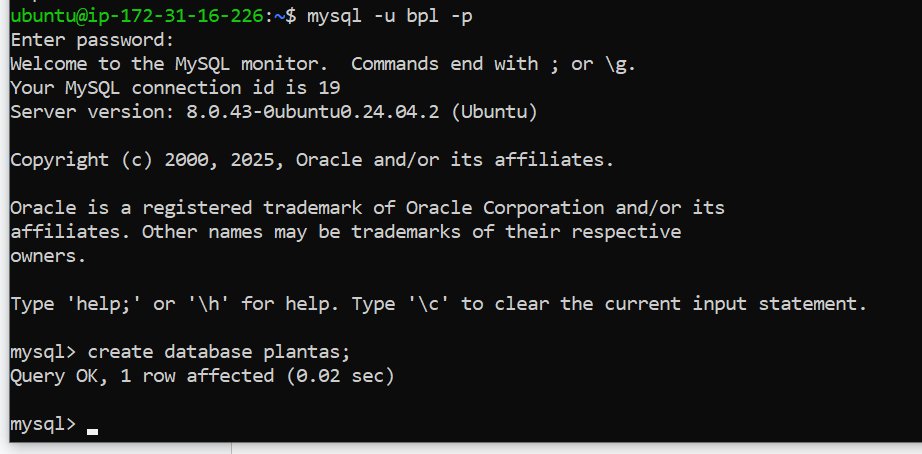 ubuntu@ip-172-31-16-226:~$ mysql -u bpl -p
Enter password:
Welcome to the MySQL monitor.  Commands end with ; or \g.
Your MySQL connection id is 19
Server version: 8.0.43-0ubuntu0.24.04.2 (Ubuntu)
Copyright (c) 2000, 2025, Oracle and/or its affiliates.
Oracle is a registered trademark of Oracle Corporation and/or its
affiliates. Other names may be trademarks of their respective
owners.
Type 'help;' or '\h' for help. Type '\c' to clear the current input statement.
mysql> create database plantas;
Query OK, 1 row affected (0.02 sec)
mysql>